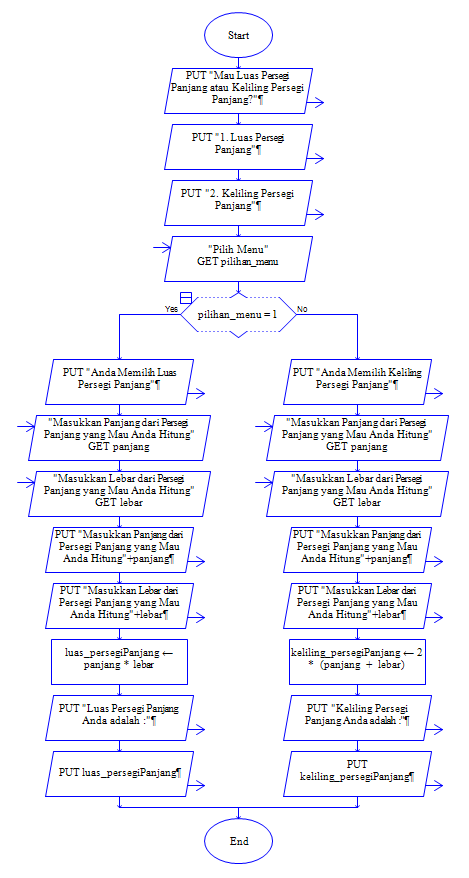 Start
PUT "Mau Luas Persegi
Panjang atau Keliling Persegi
Panjang?"¶
PUT "1. Luas Persegi
Panjang"¶
PUT "2. Keliling Persegi
Panjang"¶
"Pilih Menu"
GET pilihan_menu
pilihan_menu = 1
Yes
No
PUT "Anda Memilih Luas
Persegi Panjang"¶
"Masukkan Panjang dari Persegi
Panjang yang Mau Anda Hitung"
GET panjang
"Masukkan Lebar dari Persegi
Panjang yang Mau Anda Hitung"
GET lebar
PUT "Masukkan Panjang dari
Persegi Panjang yang Mau
Anda Hitung"+panjang¶
PUT "Masukkan Lebar dari
Persegi Panjang yang Mau
Anda Hitung"+lebar¶
luas_persegiPanjang ←
panjang * lebar
PUT "Luas Persegi Panjang
Anda adalah :"¶
PUT luas_persegiPanjang¶
PUT "Anda Memilih Keliling
Persegi Panjang"¶
"Masukkan Panjang dari Persegi
Panjang yang Mau Anda Hitung"
GET panjang
"Masukkan Lebar dari Persegi
Panjang yang Mau Anda Hitung"
GET lebar
PUT "Masukkan Panjang dari
Persegi Panjang yang Mau
Anda Hitung"+panjang¶
PUT "Masukkan Lebar dari
Persegi Panjang yang Mau
Anda Hitung"+lebar¶
keliling_persegiPanjang ← 2
* (panjang + lebar)
PUT "Keliling Persegi
Panjang Anda adalah :"¶
PUT
keliling_persegiPanjang¶
End